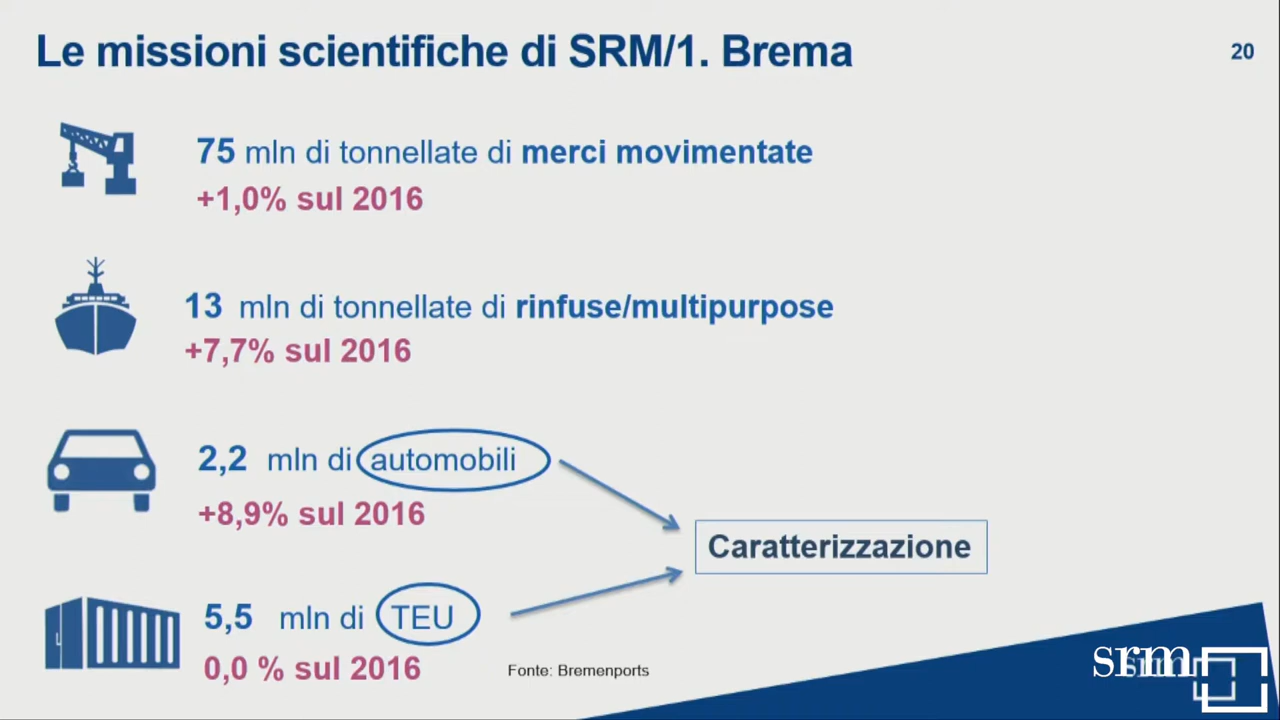 Le missioni scientifiche di SRM/1. Brema
20
75 mln di tonnellate di merci movimentate
+1,0% sul 2016
13 mln di tonnellate di rinfuse/multipurpose
+7,7% sul 2016
2,2 mln di automobili
+8,9% sul 2016
Caratterizzazione
5,5 mln di TEU
0,0 % sul 2016
Fonte: Bremenports
srm
srm